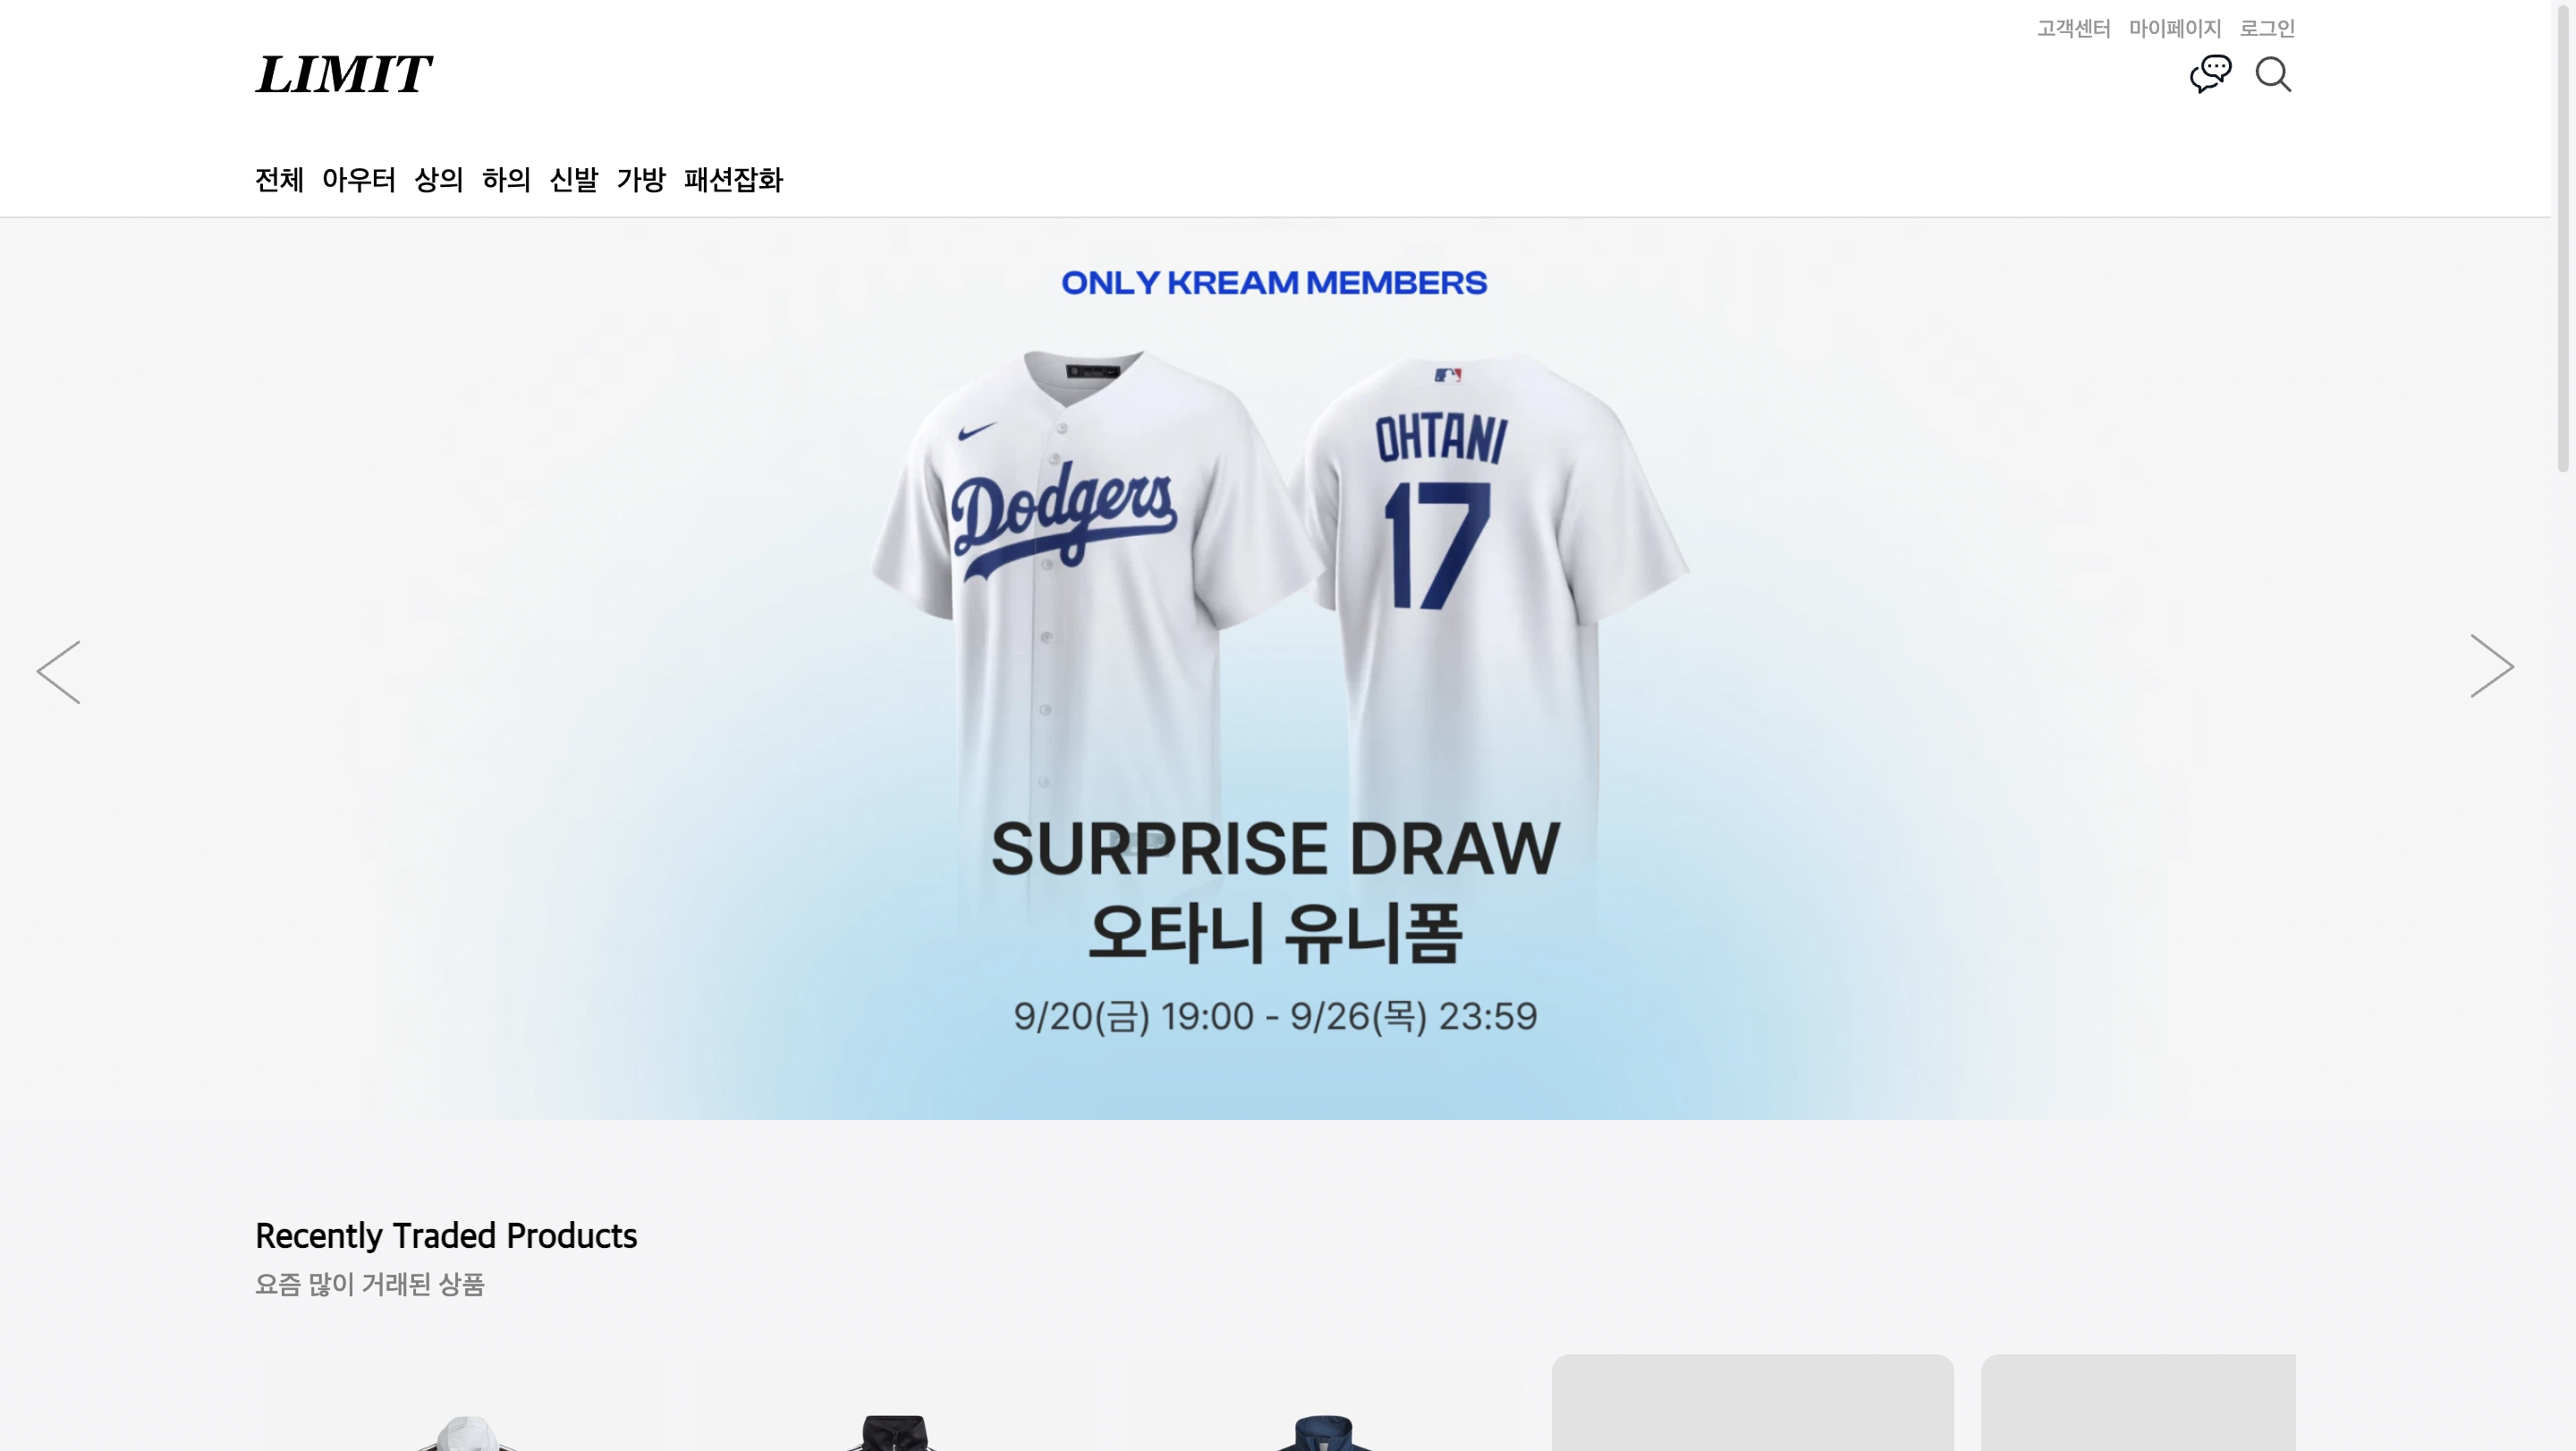 고객센터 마이페이지 로그인
LIMIT
전체 아우터 상의 하의 신발 가방 패션잡화
ONLY KREAM MEMBERS
Dodgers
OHTANI
17
SURPRISE DRAW
오타니 유니폼
9/20(금) 19:00 - 9/26(목) 23:59
Recently Traded Products
요즘 많이 거래된 상품